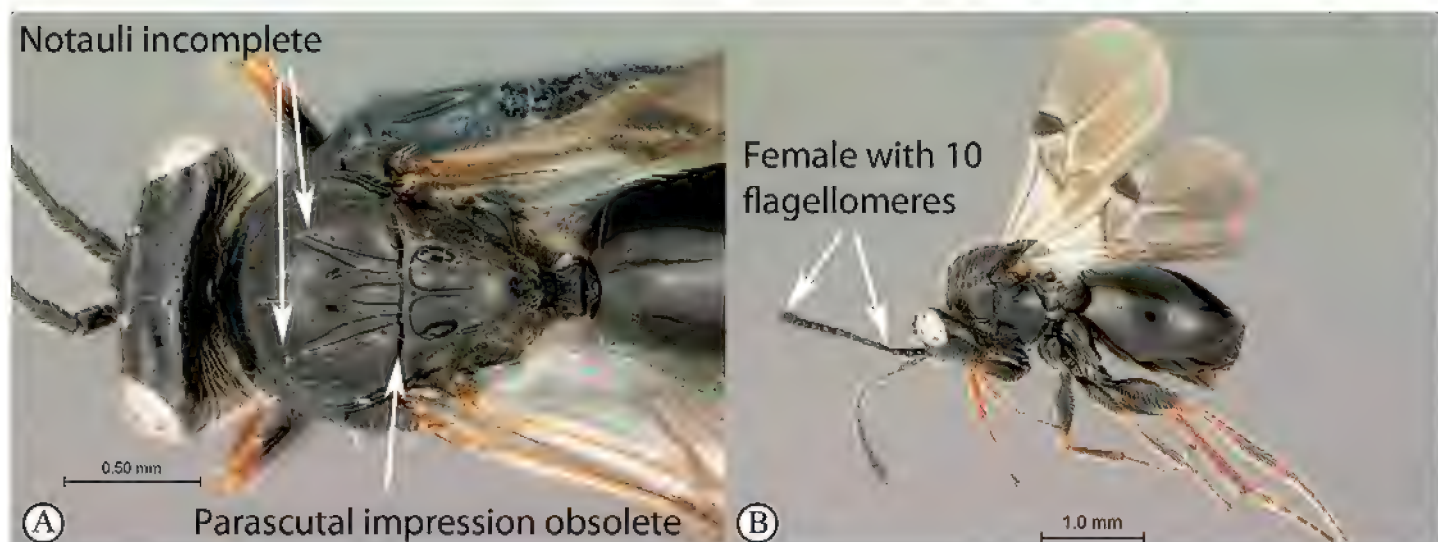 Notauli incomplete
0.50 mm
A
Parascutal impression obsolete
Female with 10
flagellomeres
B
1.0 mm